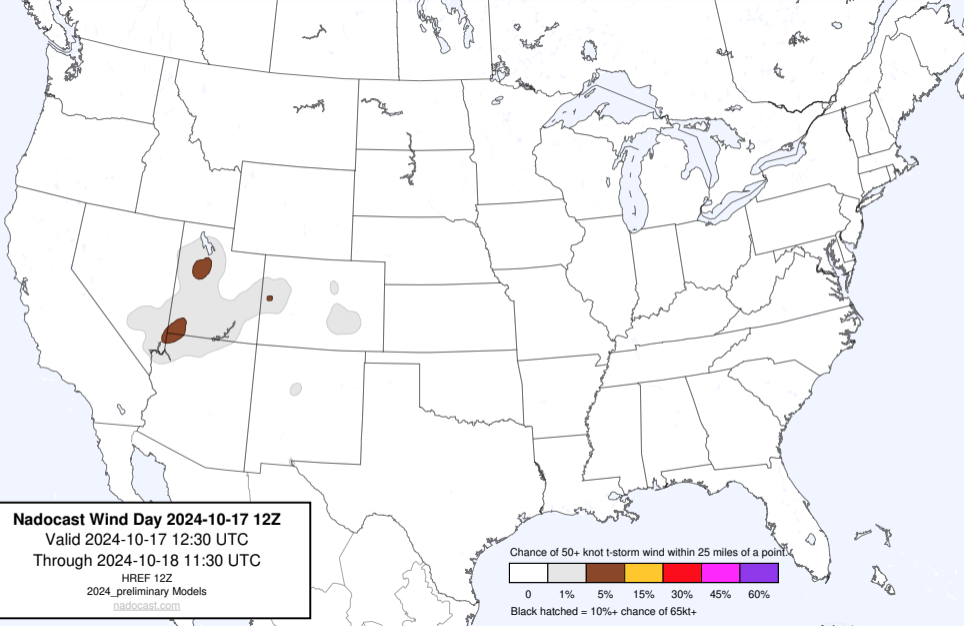 Nadocast Wind Day 2024-10-17 12Z
Valid 2024-10-17 12:30 UTC
Through 2024-10-18 11:30 UTC
HREF 12Z
2024_preliminary Models
nadocast.com
Chance of 50+ knot t-storm wind within 25 miles of a point.
0 1% 5% 15% 30% 45% 60%
Black hatched = 10%+ chance of 65kt+